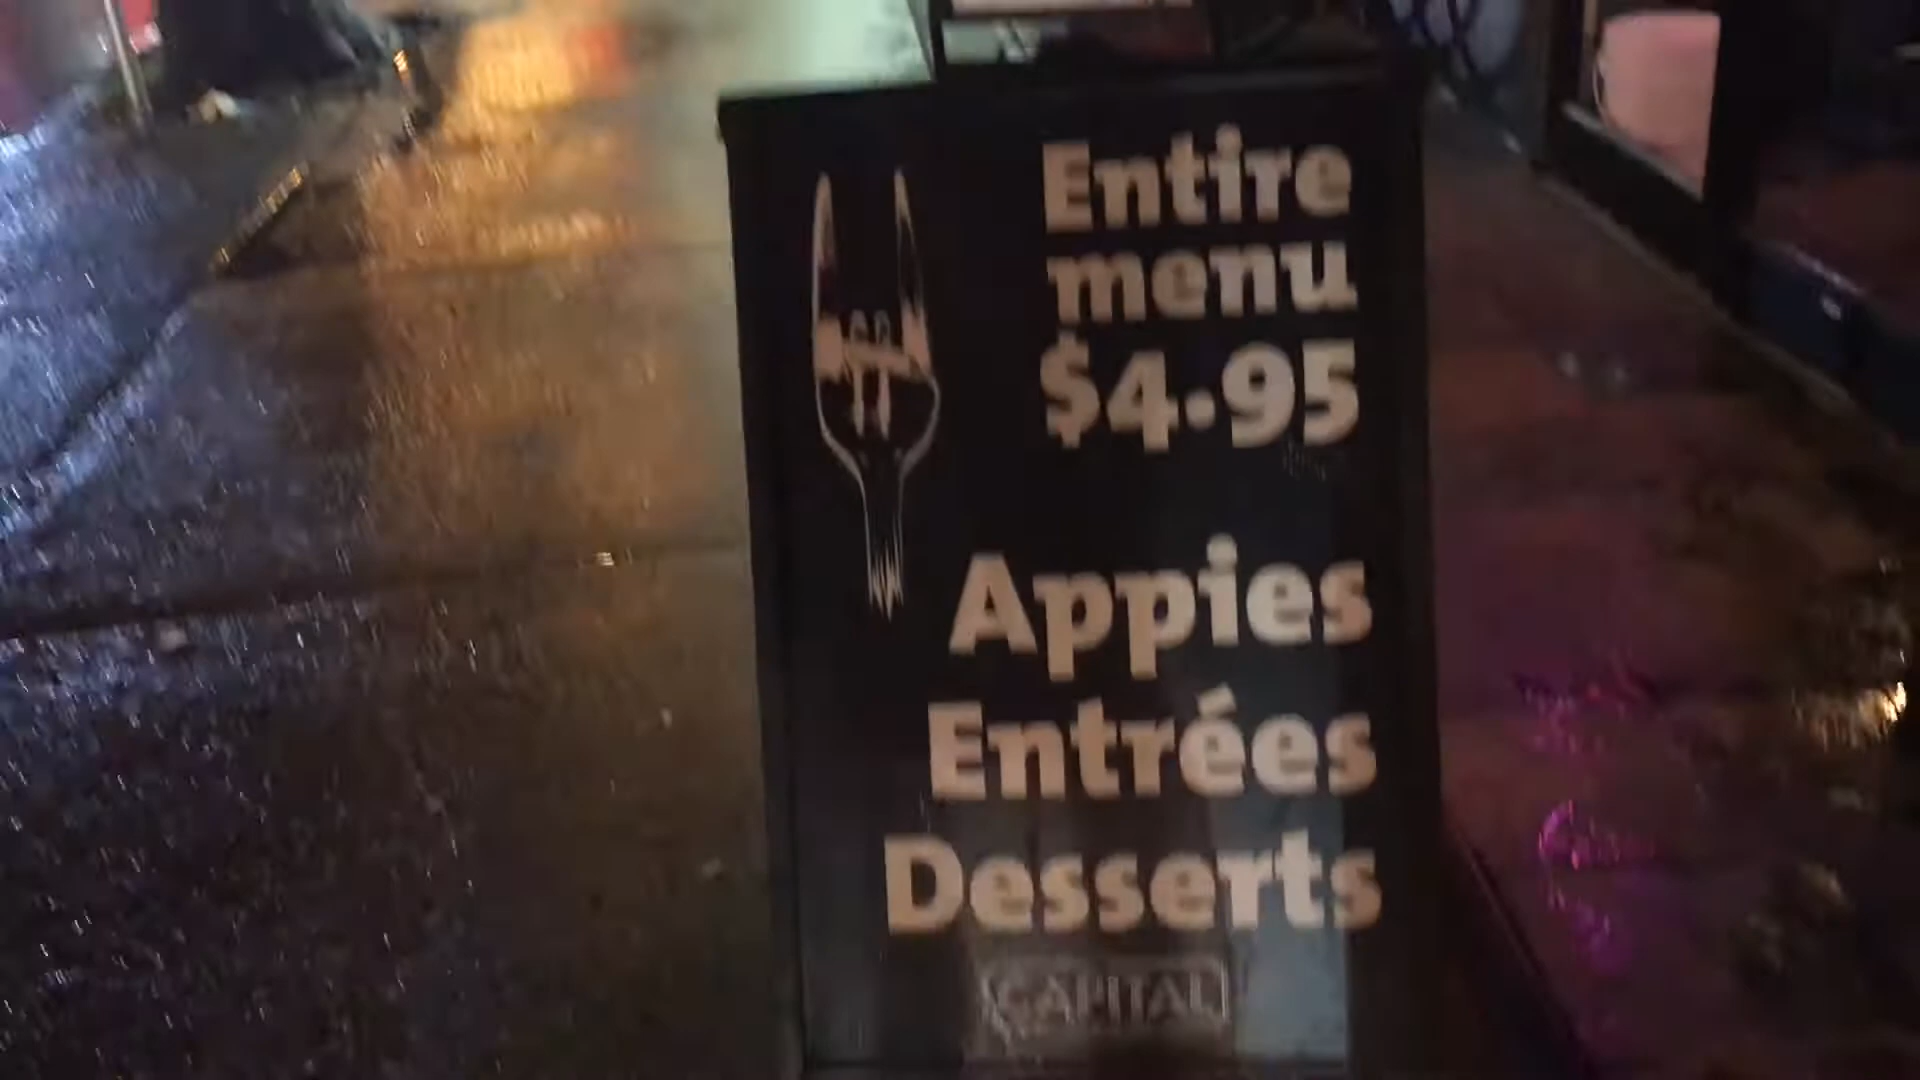 Entire
menu
$4.95
Appies
Entrées
Desserts
CAPITAL